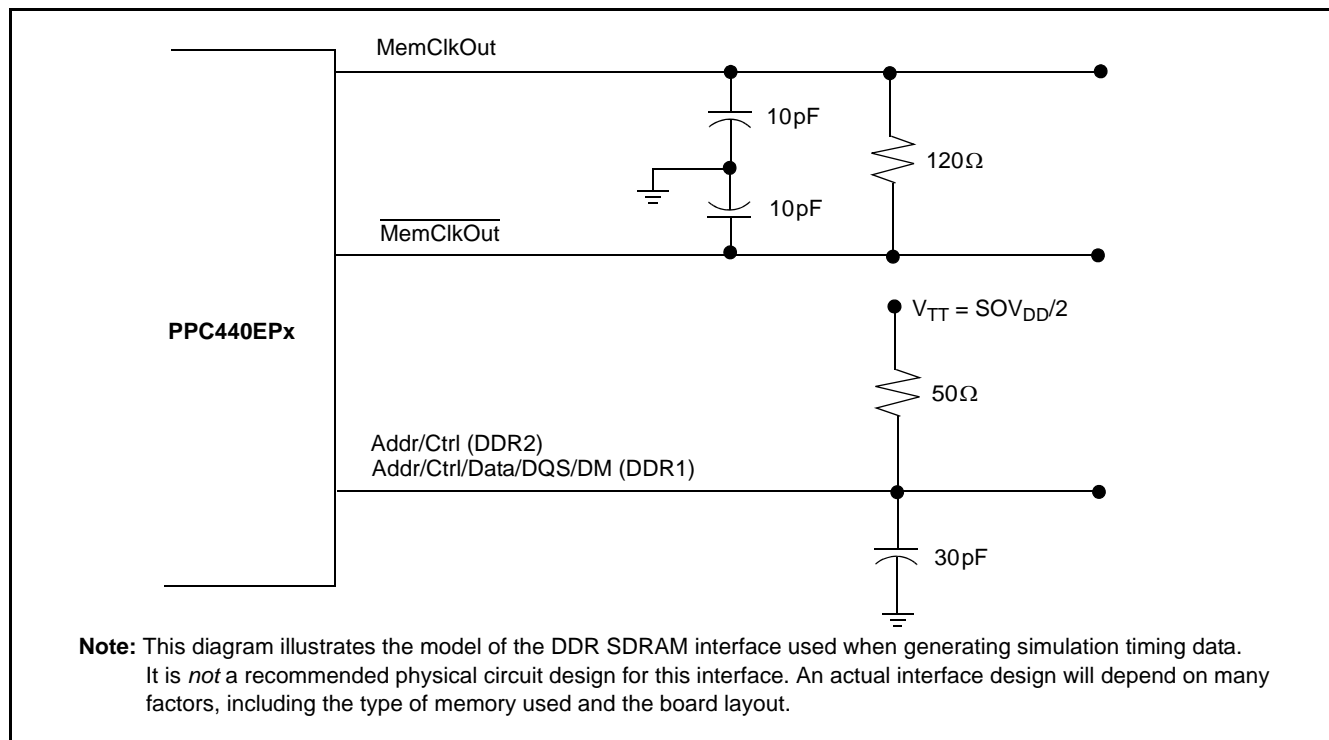 MemClkOut
10pF
120Ω
10pF
MemClkOut
V_TT = SOV_DD/2
PPC440EPx
50Ω
Addr/Ctrl (DDR2)
Addr/Ctrl/Data/DQS/DM (DDR1)
30pF
Note: This diagram illustrates the model of the DDR SDRAM interface used when generating simulation timing data.
It is not a recommended physical circuit design for this interface. An actual interface design will depend on many
factors, including the type of memory used and the board layout.